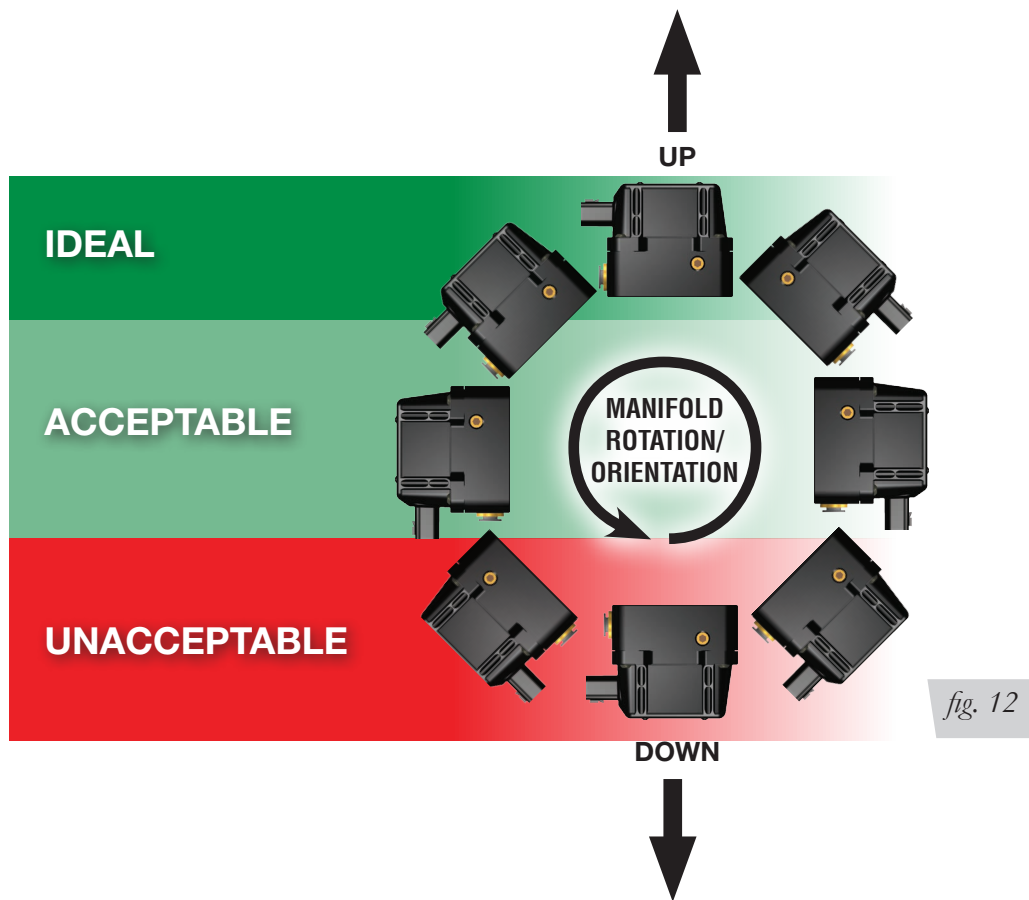 UP
IDEAL
ACCEPTABLE
MANIFOLD
ROTATION/
ORIENTATION
UNACCEPTABLE
fig. 12
DOWN